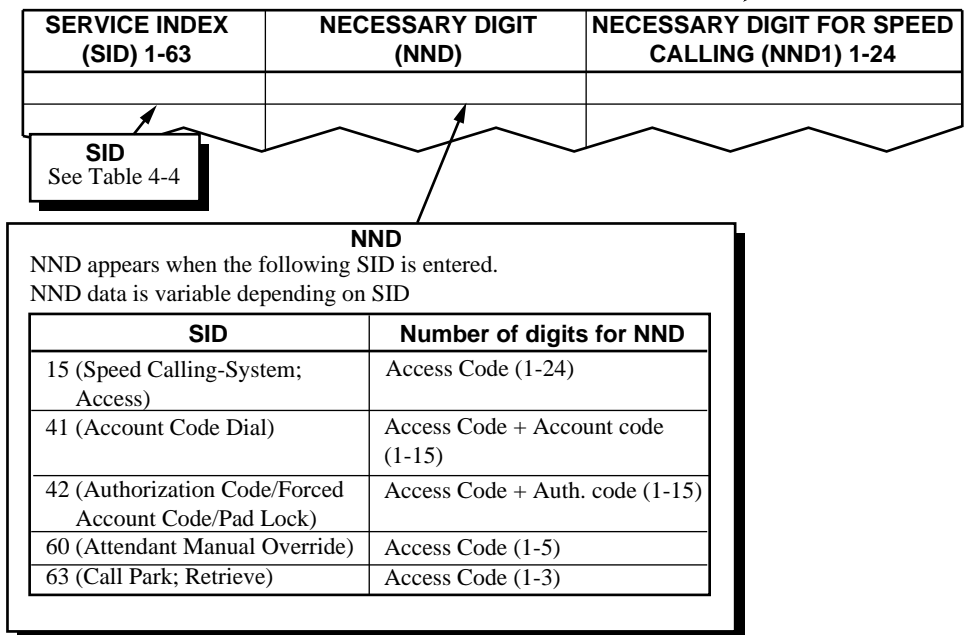 SERVICE INDEX
(SID) 1-63
NECESSARY DIGIT
(NND)
NECESSARY DIGIT FOR SPEED
CALLING (NND1) 1-24
SID
See Table 4-4
NND
NND appears when the following SID is entered.
NND data is variable depending on SID
SID
Number of digits for NND
15 (Speed Calling-System;
Access)
Access Code (1-24)
41 (Account Code Dial)
Access Code + Account code
(1-15)
42 (Authorization Code/Forced
Account Code/Pad Lock)
Access Code + Auth. code (1-15)
60 (Attendant Manual Override)
Access Code (1-5)
63 (Call Park; Retrieve)
Access Code (1-3)